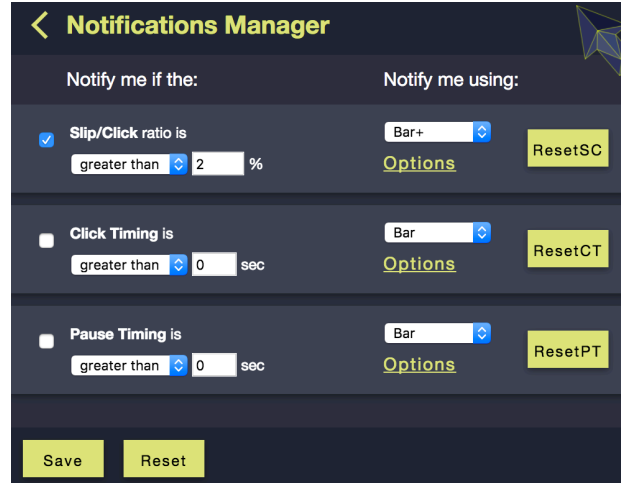 Notifications Manager
Notify me if the: Notify me using:
Slip/Click ratio is Bar+
greater than 2 % Options ResetSC
Click Timing is Bar
greater than 0 sec Options ResetCT
Pause Timing is Bar
greater than 0 sec Options ResetPT
Save Reset